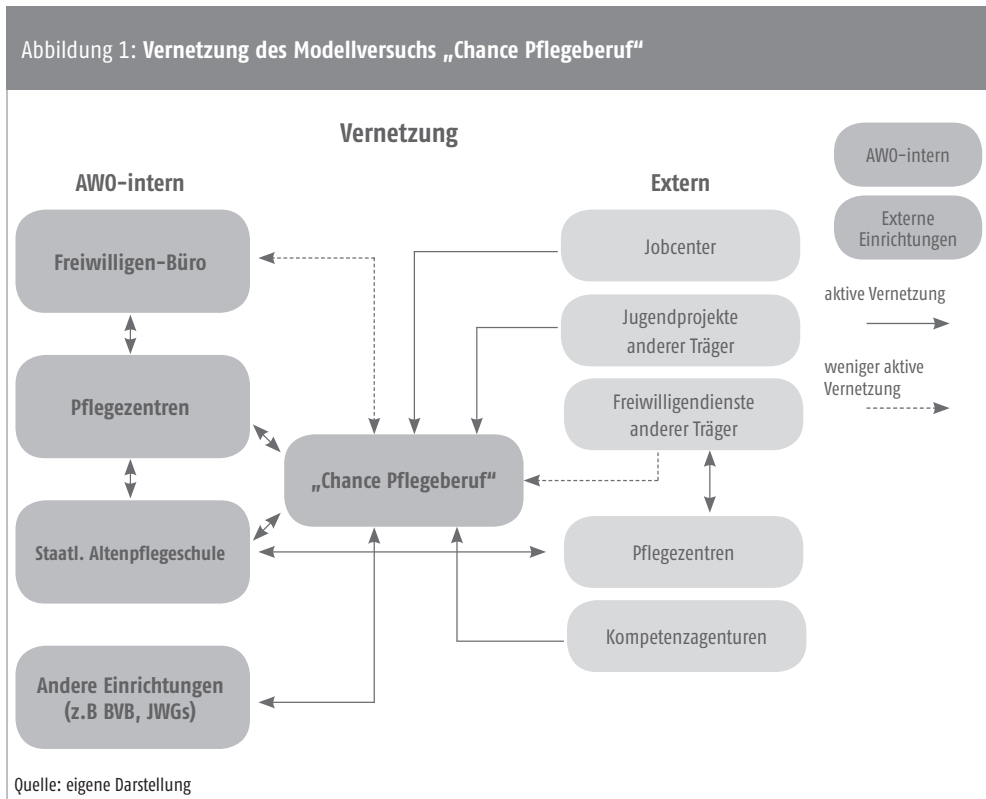 Abbildung 1: Vernetzung des Modellversuchs „Chance Pflegeberuf“
Vernetzung
AWO-intern
Freiwilligen-Büro
Pflegezentren
Staatl. Altenpflegeschule
Andere Einrichtungen
(z.B BVB, JWGs)
„Chance Pflegeberuf“
Extern
Jobcenter
Jugendprojekte
anderer Träger
Freiwilligendienste
anderer Träger
Pflegezentren
Kompetenzagenturen
AWO-intern
Externe
Einrichtungen
aktive Vernetzung
weniger aktive
Vernetzung
Quelle: eigene Darstellung